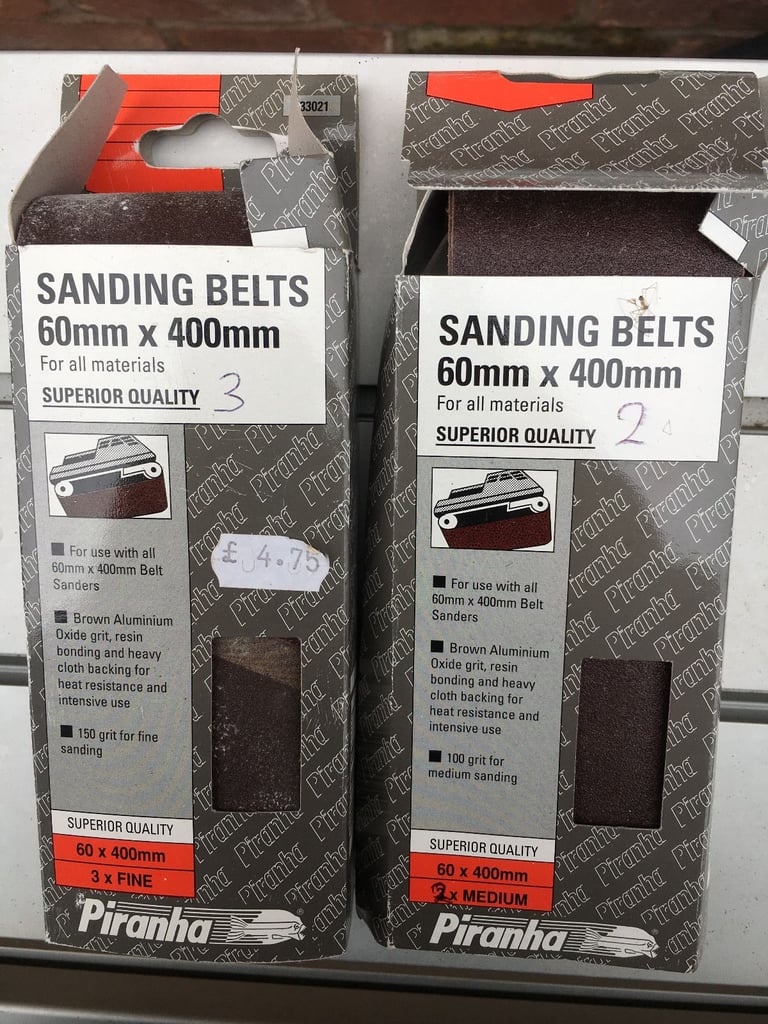 33021
Piranha
SANDING BELTS
60mm x 400mm
For all materials
SUPERIOR QUALITY 3
£ 4.75
For use with all
60mm x 400mm Belt
Sanders
Brown Aluminium
Oxide grit, resin
bonding and heavy
cloth backing for
heat resistance and
intensive use
150 grit for fine
sanding
SUPERIOR QUALITY
60 x 400mm
3 x FINE
Piranha
Piranha
SANDING BELTS
60mm x 400mm
For all materials
SUPERIOR QUALITY 2
For use with all
60mm x 400mm Belt
Sanders
Brown Aluminium
Oxide grit, resin
bonding and heavy
cloth backing for
heat resistance and
intensive use
100 grit for
medium sanding
SUPERIOR QUALITY
60 x 400mm
2x MEDIUM
Piranha